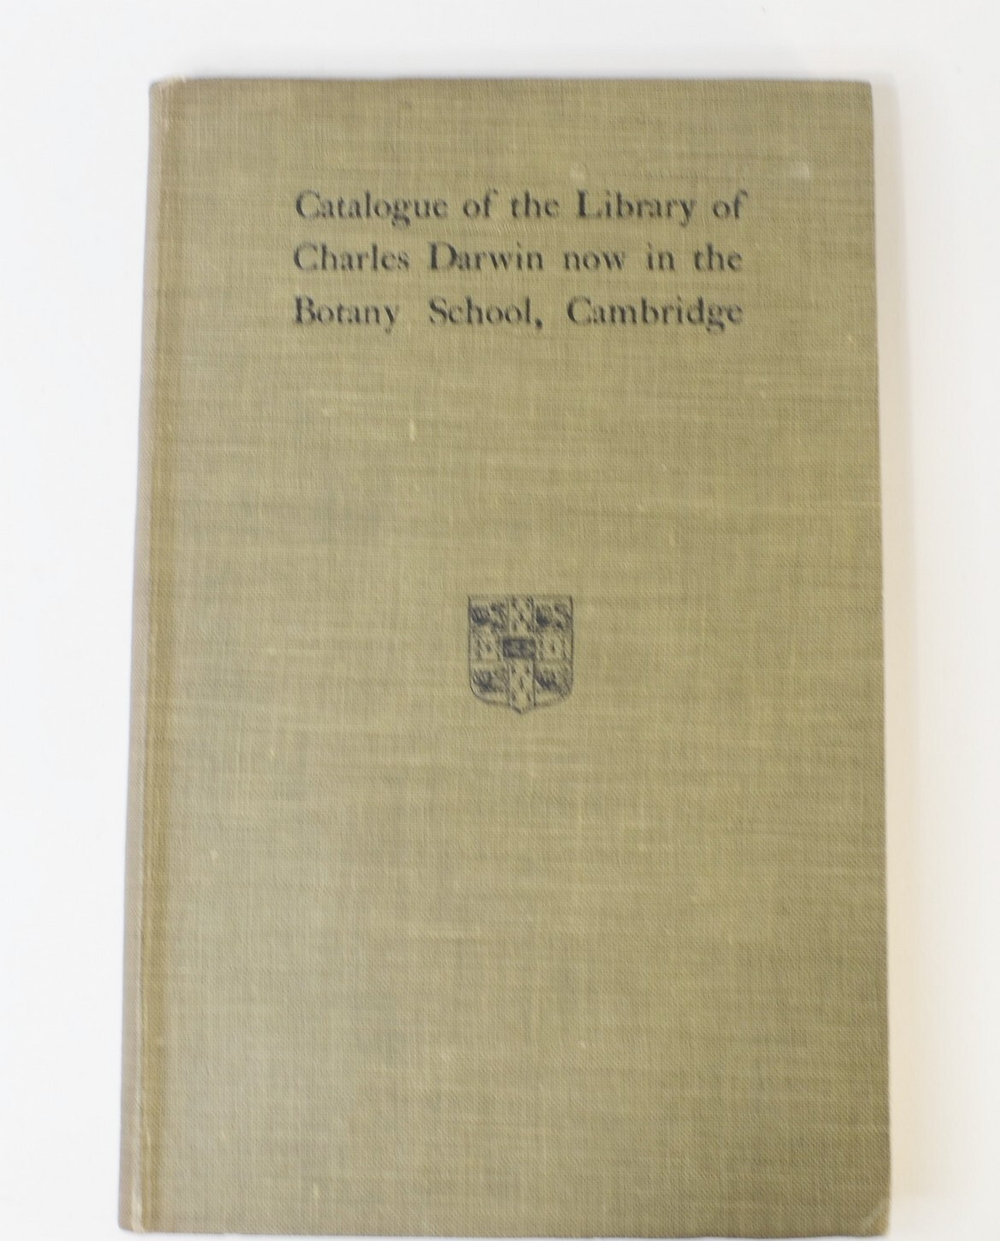 Catalogue of the Library of
Charles Darwin now in the
Botany School, Cambridge